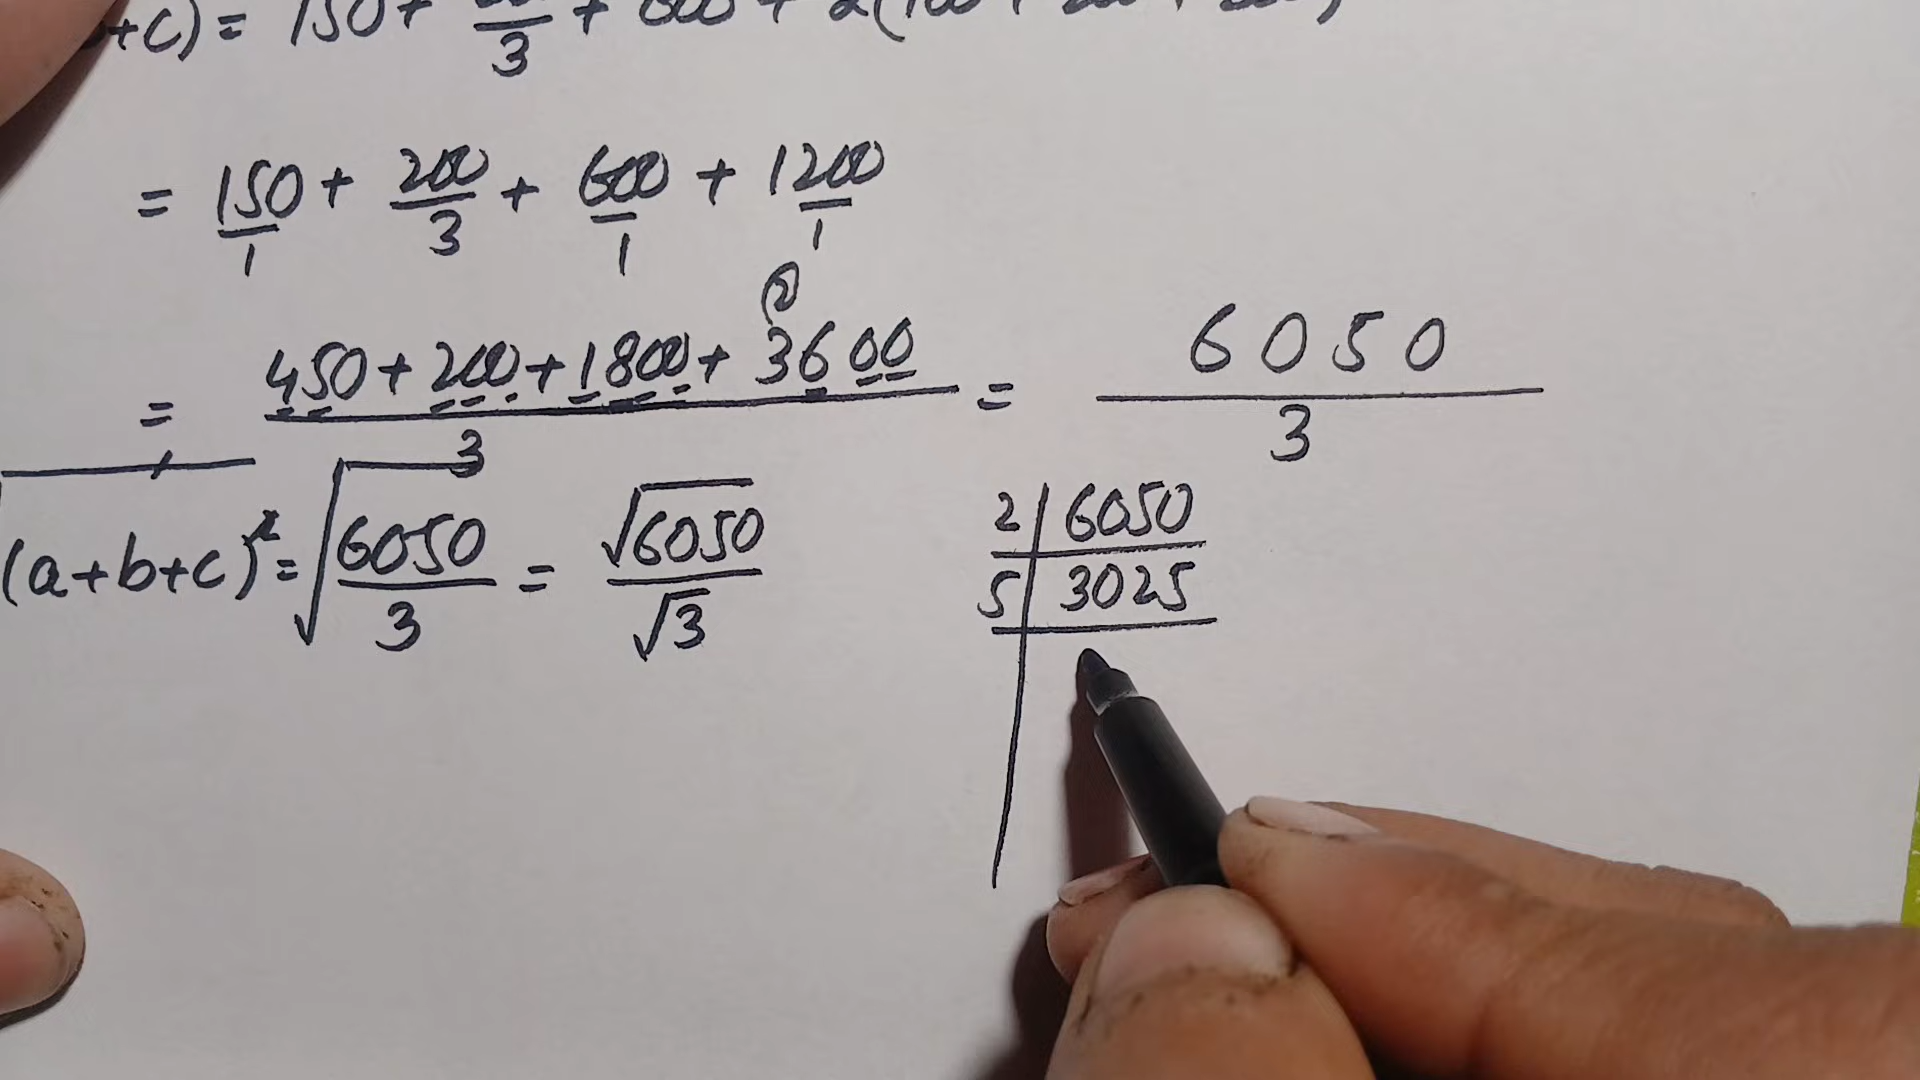 +c) = 150 + /3 + 600 + 2(
= 150/1 + 200/3 + 600/1 + 1200/1
②
= 450+200+1800+3600/3 = 6050/3
√(a+b+c)² = √6050/3 = √6050/√3
2 | 6050
5 | 3025